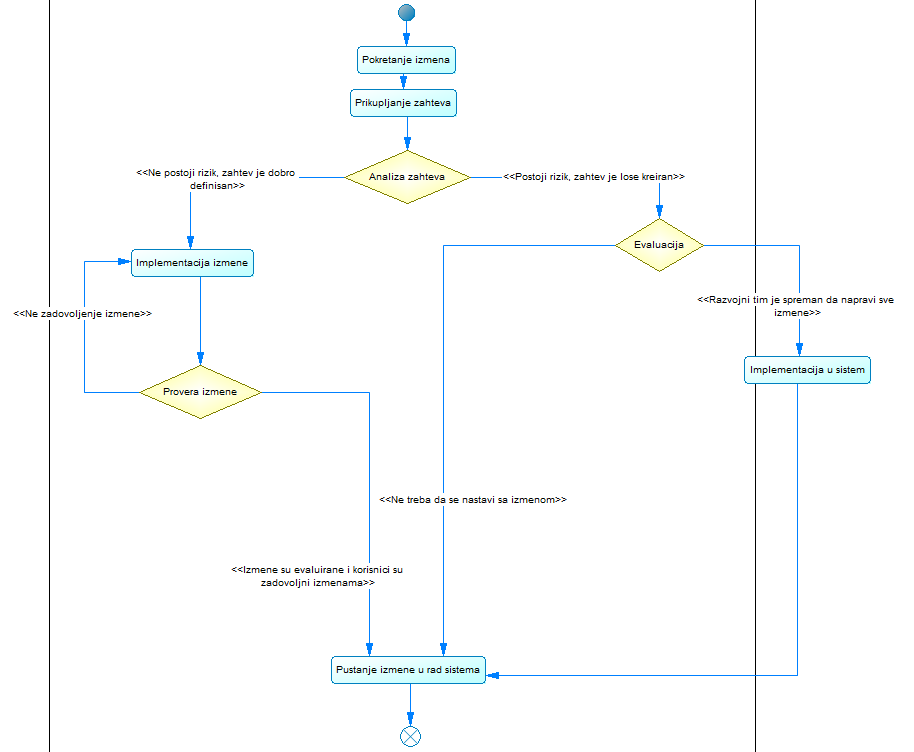 Pokretanje izmena
Prikupljanje zahteva
Analiza zahteva
<<Ne postoji rizik, zahtev je dobro
definisan>>
<<Postoji rizik, zahtev je lose kreiran>>
Evaluacija
Implementacija izmene
<<Razvojni tim je spreman da napravi sve
izmene>>
<<Ne zadovoljenje izmene>>
Implementacija u sistem
Provera izmene
<<Ne treba da se nastavi sa izmenom>>
<<Izmene su evaluirane i korisnici su
zadovoljni izmenama>>
Pustanje izmene u rad sistema